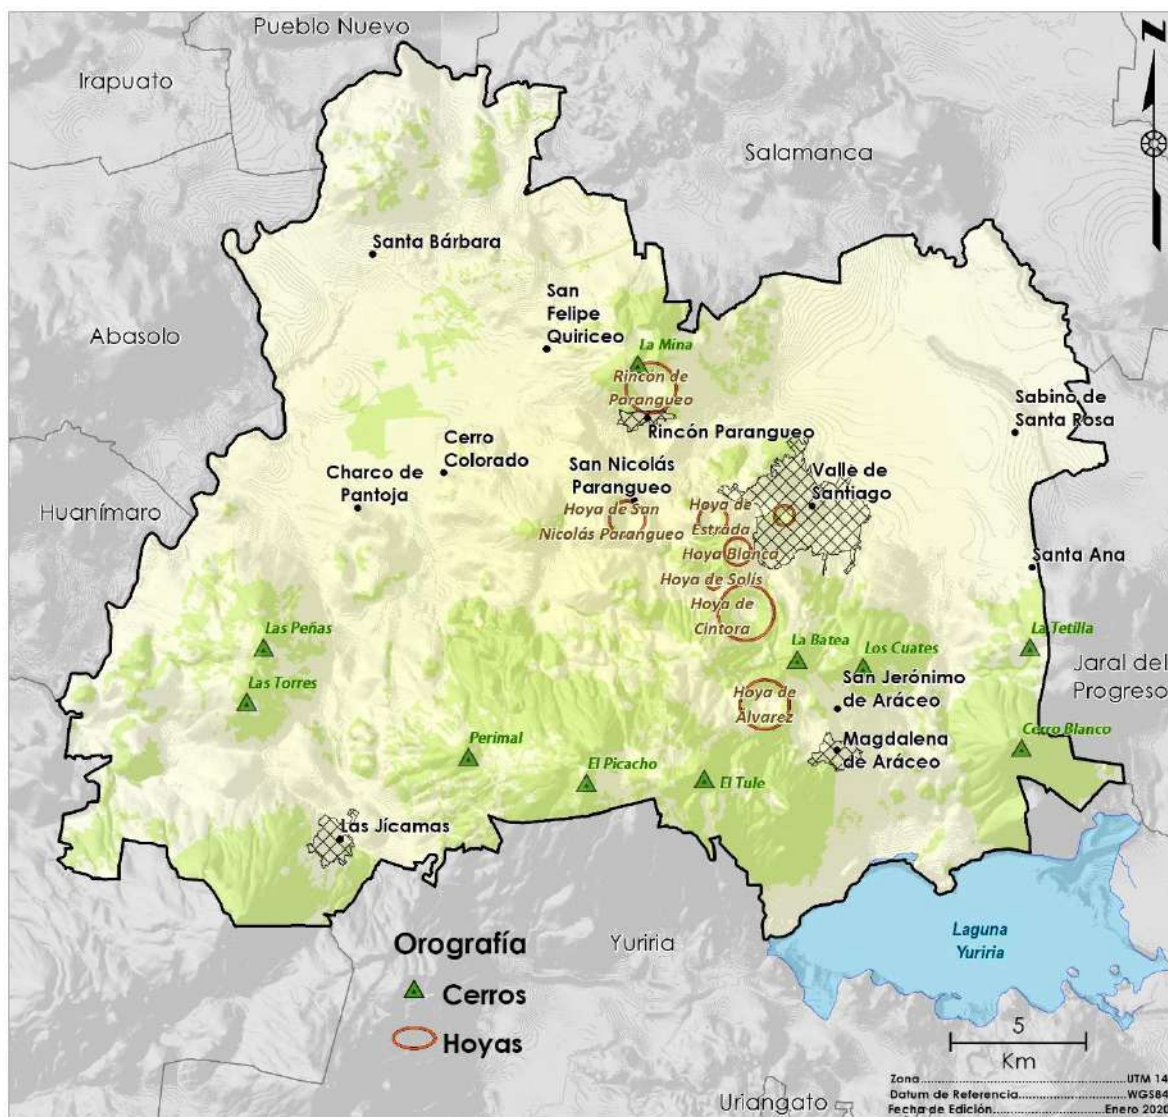 Pueblo Nuevo
Irapuato
N
Salamanca
Santa Bárbara
San
Felipe
Quiriceo
Abasolo
La Mina
Rincón de
Parangueo
Sabino de
Santa Rosa
Rincón Parangueo
Cerro
Colorado
Charco de
Pantoja
San Nicolás
Parangueo
Valle de
Santiago
Huanímaro
Hoya de San
Nicolás Parangueo
Hoya de
Estrada
Hoya Blanca
Santa Ana
Hoya de Solís
Hoya de
Cintora
Las Peñas
La Batea
Los Cuates
La Tetilla
Jaral del
Progreso
Las Torres
San Jerónimo
de Aráceo
Hoya de
Álvarez
Perimal
Magdalena
de Aráceo
Cerro Blanco
El Picacho
El Tule
Las Jícamas
Laguna
Yuriria
Yuriria
Orografía
Cerros
Hoyas
5
Km
Uriangato
Zona UTM 14
Datum de Referencia WGS84
Fecha de Edición Enero